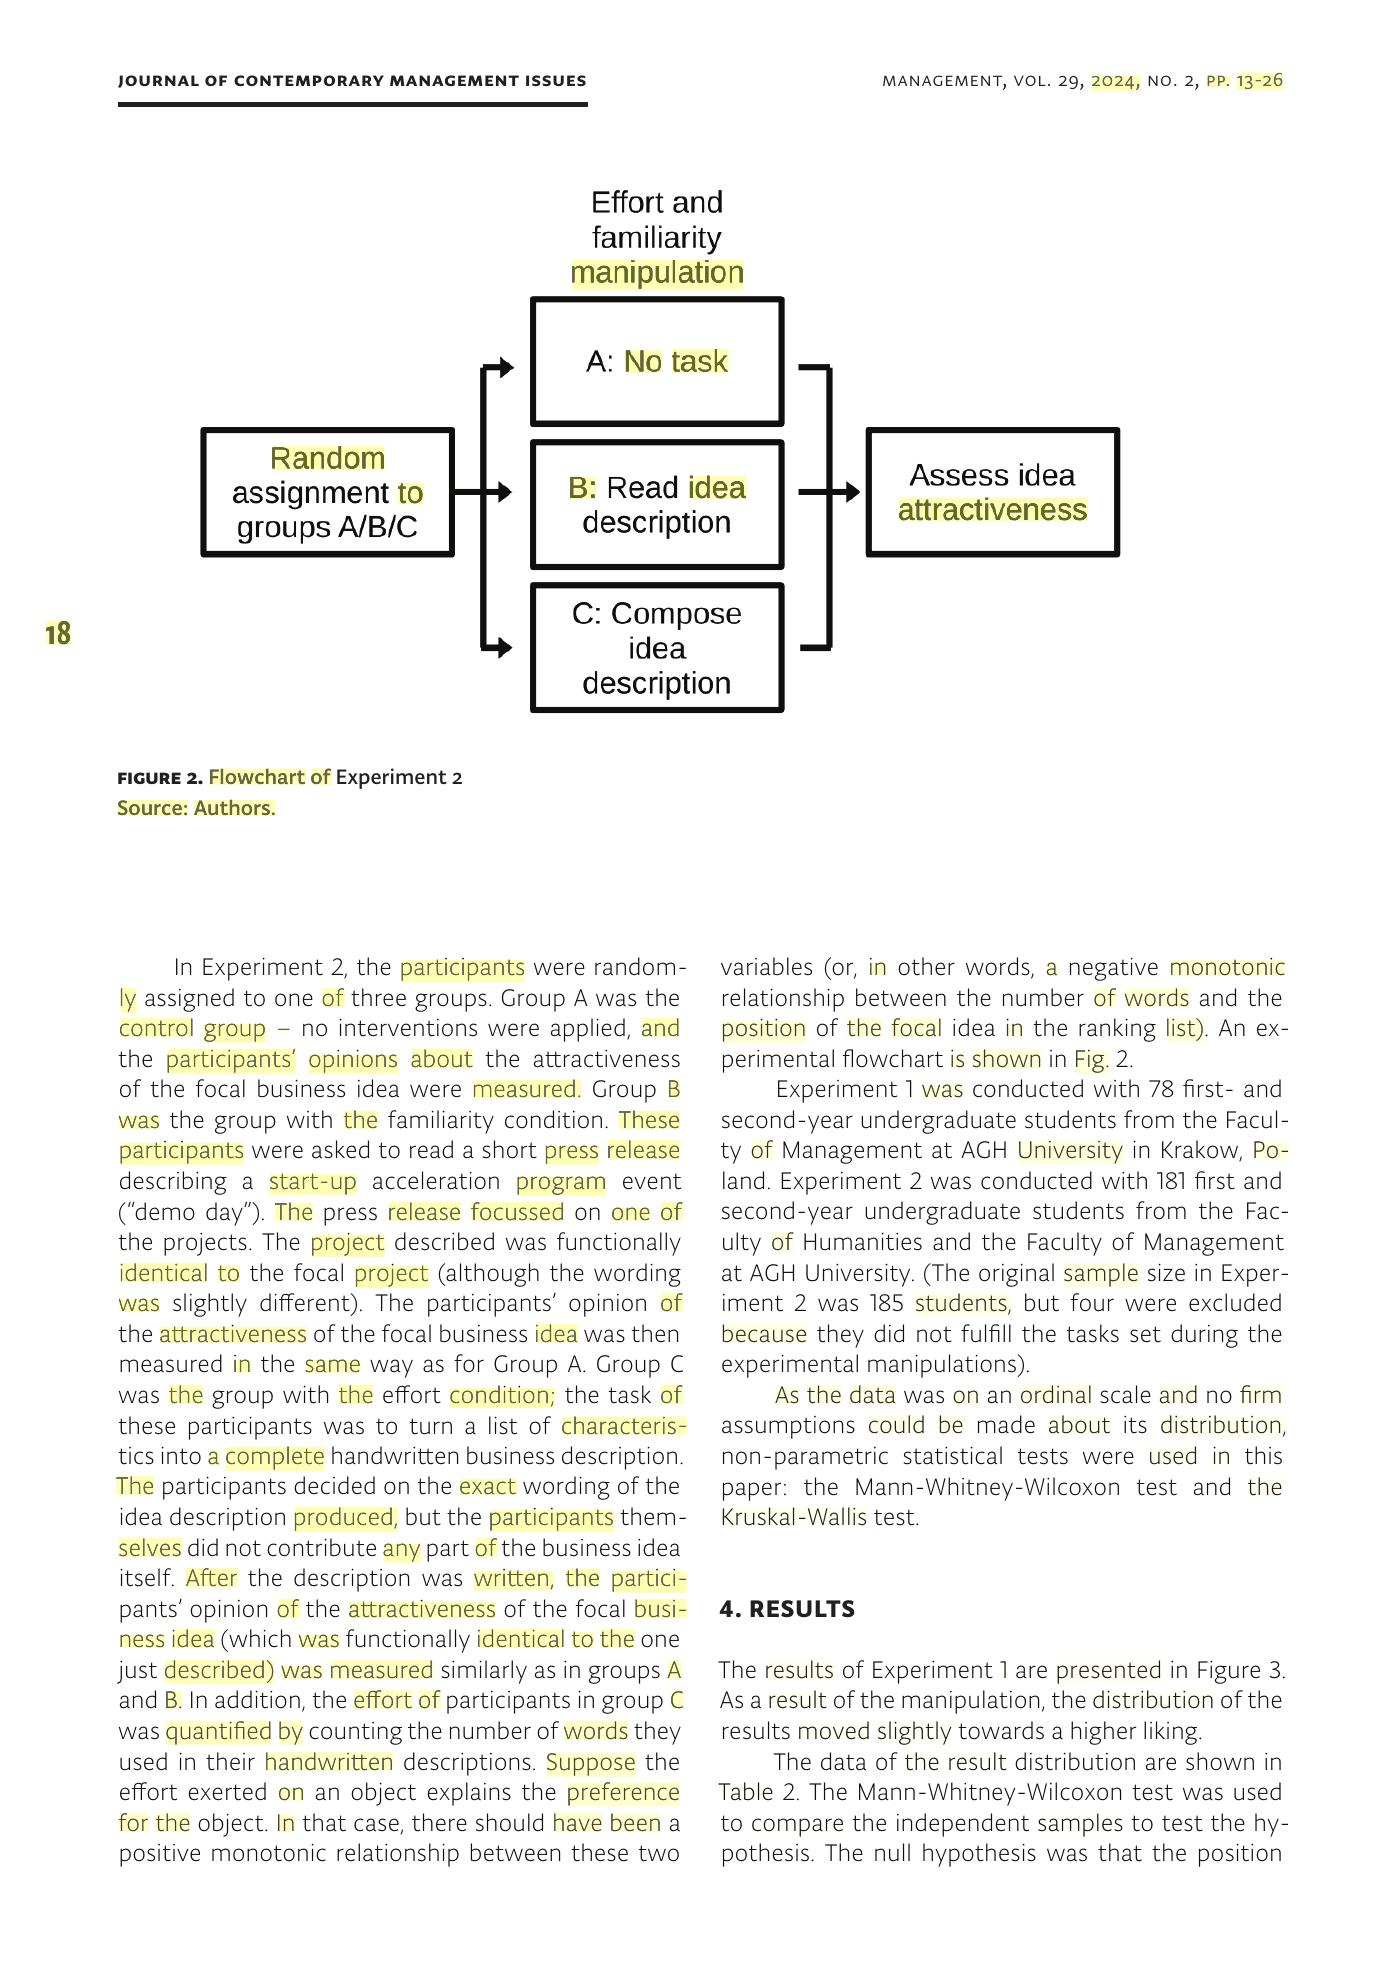 JOURNAL OF CONTEMPORARY MANAGEMENT ISSUES
MANAGEMENT, VOL. 29, 2024, NO. 2, PP. 13-26
Effort and
familiarity
manipulation
A: No task
Random
assignment to
groups A/B/C
B: Read idea
description
Assess idea
attractiveness
C: Compose
idea
description
18
FIGURE 2. Flowchart of Experiment 2
Source: Authors.
In Experiment 2, the participants were random-
ly assigned to one of three groups. Group A was the
control group – no interventions were applied, and
the participants’ opinions about the attractiveness
of the focal business idea were measured. Group B
was the group with the familiarity condition. These
participants were asked to read a short press release
describing a start-up acceleration program event
(“demo day”). The press release focussed on one of
the projects. The project described was functionally
identical to the focal project (although the wording
was slightly different). The participants’ opinion of
the attractiveness of the focal business idea was then
measured in the same way as for Group A. Group C
was the group with the effort condition; the task of
these participants was to turn a list of characteris-
tics into a complete handwritten business description.
The participants decided on the exact wording of the
idea description produced, but the participants them-
selves did not contribute any part of the business idea
itself. After the description was written, the partici-
pants’ opinion of the attractiveness of the focal busi-
ness idea (which was functionally identical to the one
just described) was measured similarly as in groups A
and B. In addition, the effort of participants in group C
was quantified by counting the number of words they
used in their handwritten descriptions. Suppose the
effort exerted on an object explains the preference
for the object. In that case, there should have been a
positive monotonic relationship between these two
variables (or, in other words, a negative monotonic
relationship between the number of words and the
position of the focal idea in the ranking list). An ex-
perimental flowchart is shown in Fig. 2.
Experiment 1 was conducted with 78 first- and
second-year undergraduate students from the Facul-
ty of Management at AGH University in Krakow, Po-
land. Experiment 2 was conducted with 181 first and
second-year undergraduate students from the Fac-
ulty of Humanities and the Faculty of Management
at AGH University. (The original sample size in Exper-
iment 2 was 185 students, but four were excluded
because they did not fulfill the tasks set during the
experimental manipulations).
As the data was on an ordinal scale and no firm
assumptions could be made about its distribution,
non-parametric statistical tests were used in this
paper: the Mann-Whitney-Wilcoxon test and the
Kruskal-Wallis test.
4. RESULTS
The results of Experiment 1 are presented in Figure 3.
As a result of the manipulation, the distribution of the
results moved slightly towards a higher liking.
The data of the result distribution are shown in
Table 2. The Mann-Whitney-Wilcoxon test was used
to compare the independent samples to test the hy-
pothesis. The null hypothesis was that the position